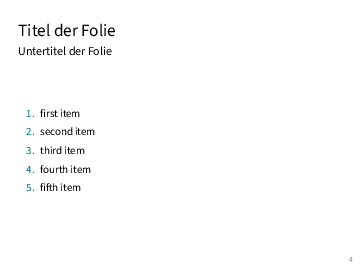 Titel der Folie
Untertitel der Folie
1. first item
2. second item
3. third item
4. fourth item
5. fifth item
4